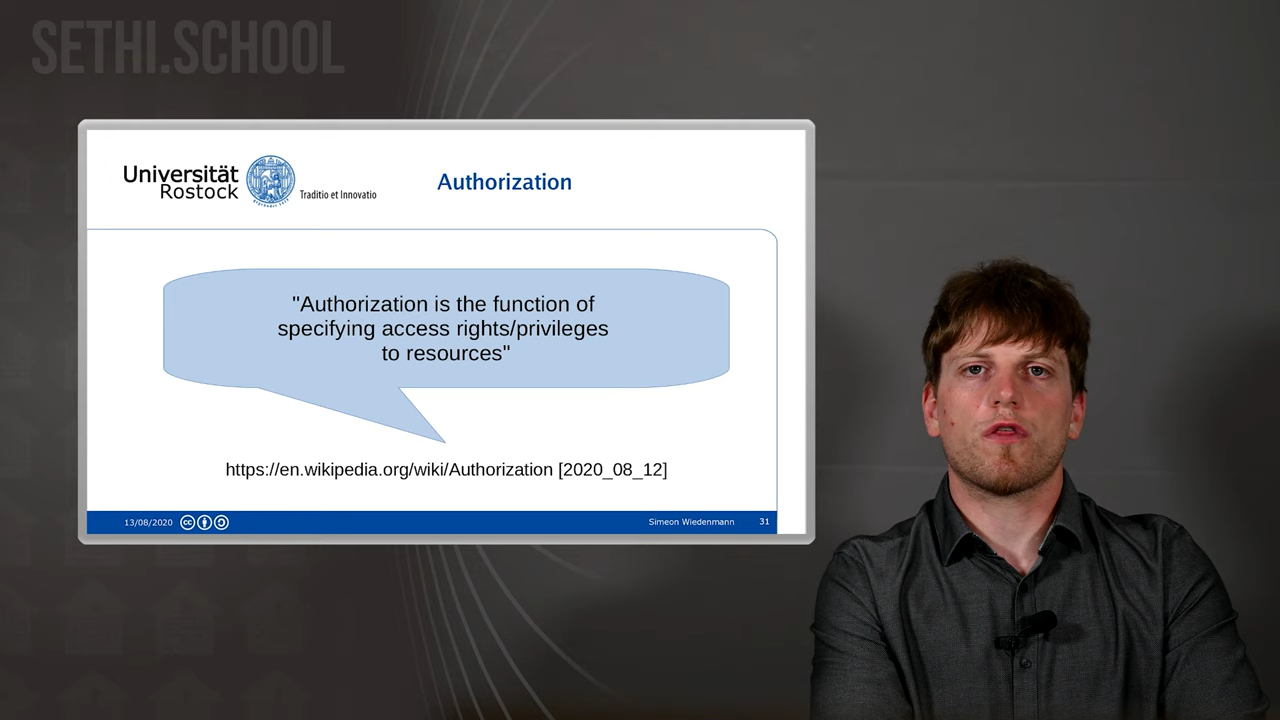 SETHI.SCHOOL
Universität
Rostock
Traditio et Innovatio
Authorization
"Authorization is the function of
specifying access rights/privileges
to resources"
https://en.wikipedia.org/wiki/Authorization [2020_08_12]
13/08/2020
Simeon Wiedenmann
31